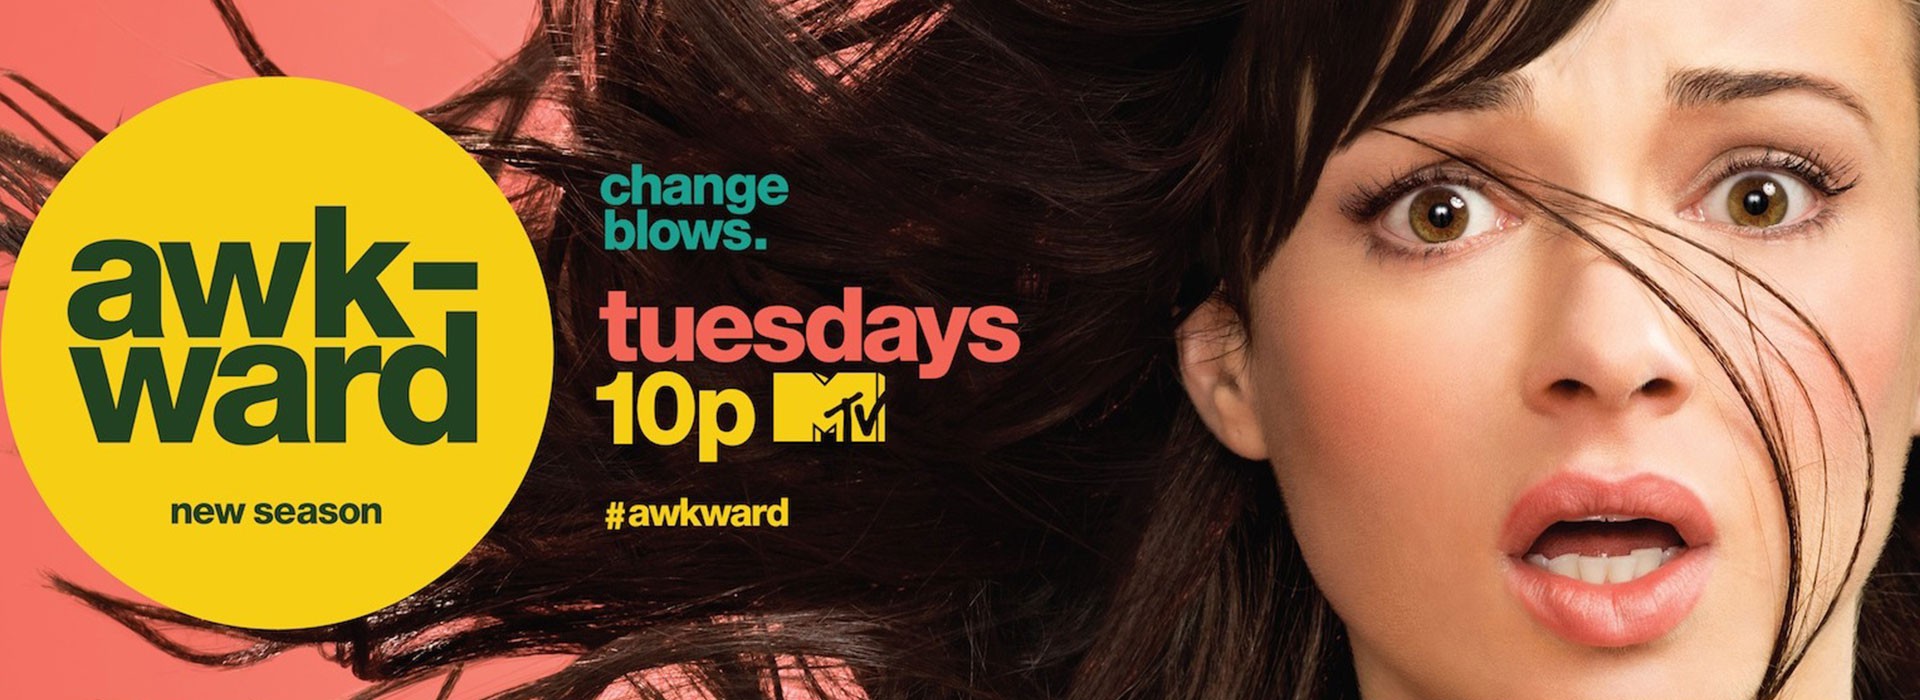 awk-
ward
new season
change
blows.
tuesdays
10p MTV
#awkward